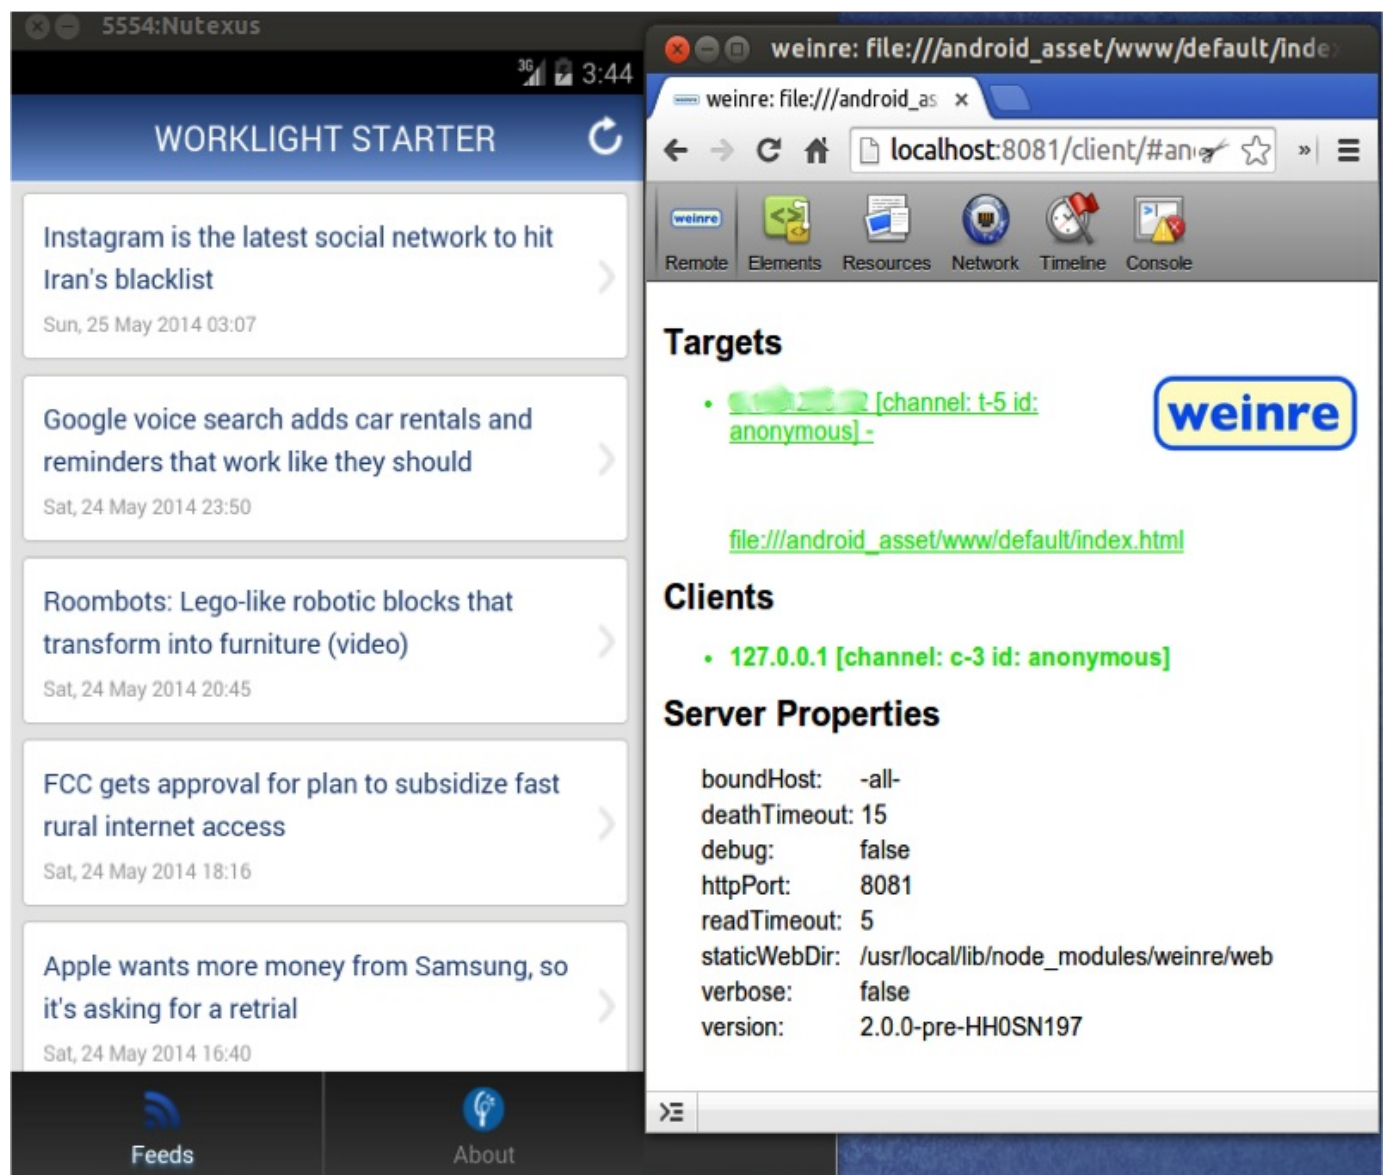 5554:Nutexus
3G 3:44
WORKLIGHT STARTER
Instagram is the latest social network to hit
Iran's blacklist
Sun, 25 May 2014 03:07
Google voice search adds car rentals and
reminders that work like they should
Sat, 24 May 2014 23:50
Roombots: Lego-like robotic blocks that
transform into furniture (video)
Sat, 24 May 2014 20:45
FCC gets approval for plan to subsidize fast
rural internet access
Sat, 24 May 2014 18:16
Apple wants more money from Samsung, so
it's asking for a retrial
Sat, 24 May 2014 16:40
Feeds
About
weinre: file:///android_asset/www/default/inde
weinre: file:///android_as
localhost:8081/client/#an
weinre
Remote Elements Resources Network Timeline Console
Targets
[channel: t-5 id:
anonymous] -
weinre
file:///android_asset/www/default/index.html
Clients
127.0.0.1 [channel: c-3 id: anonymous]
Server Properties
boundHost: -all-
deathTimeout: 15
debug: false
httpPort: 8081
readTimeout: 5
staticWebDir: /usr/local/lib/node_modules/weinre/web
verbose: false
version: 2.0.0-pre-HH0SN197